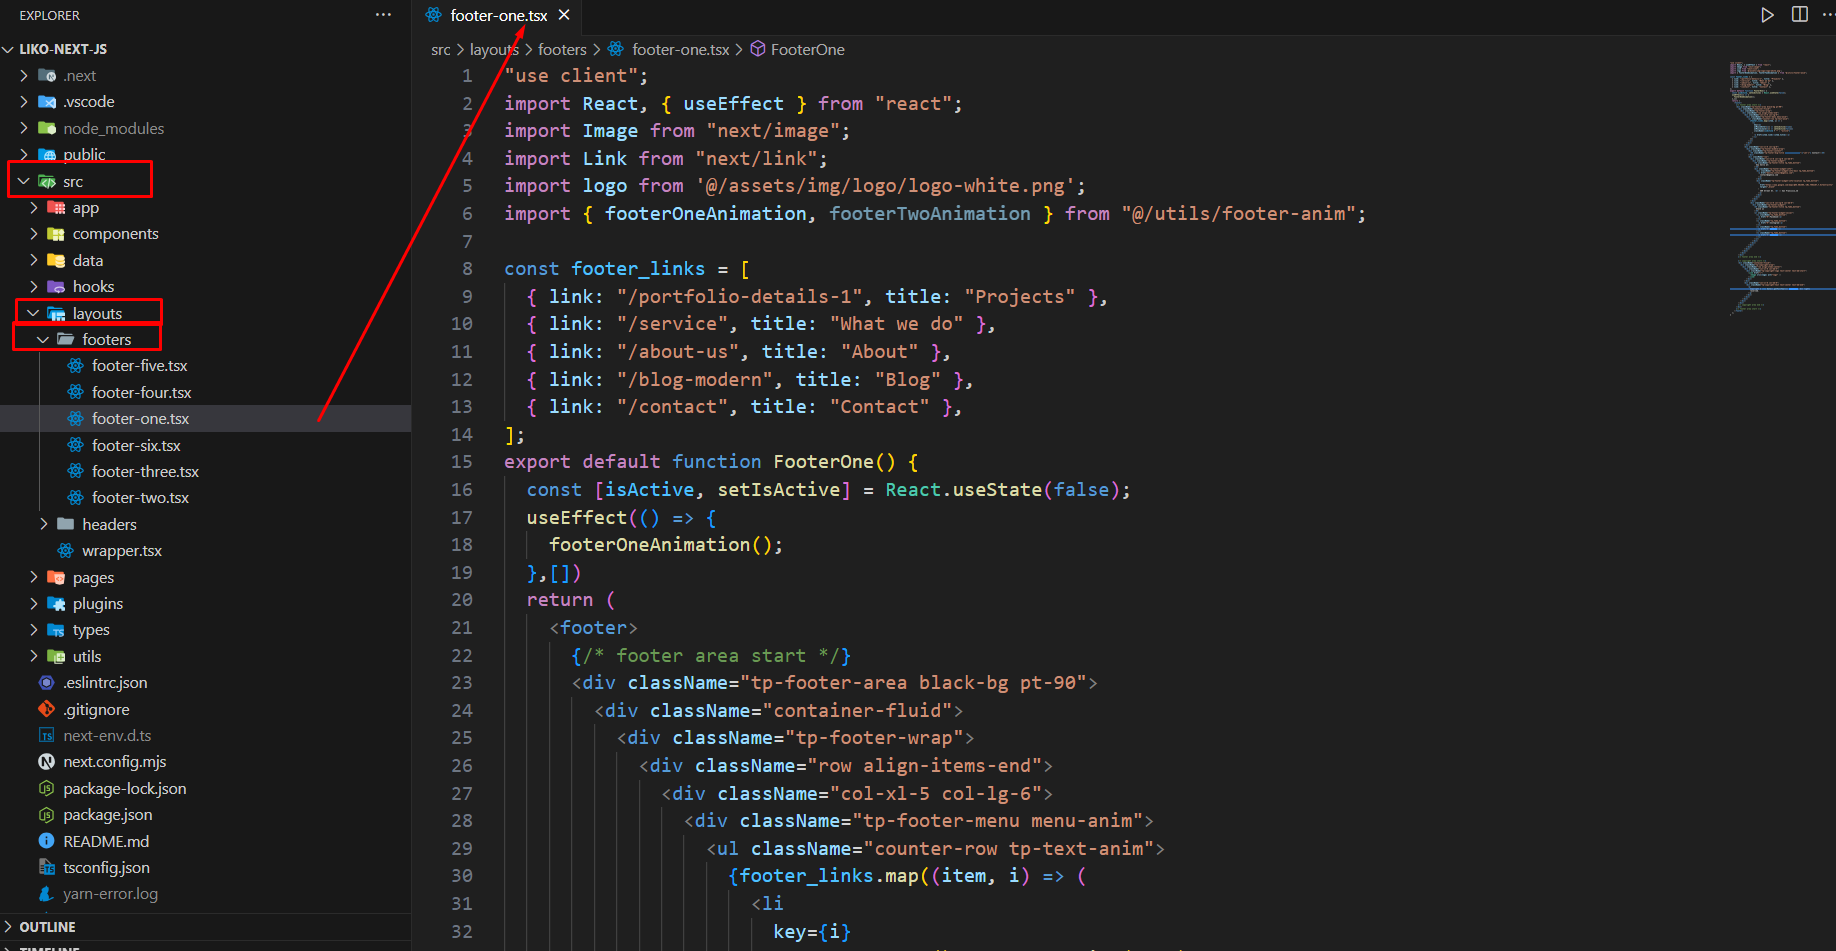 EXPLORER
LIKO-NEXT-JS
.next
.vscode
node_modules
public
src
app
components
data
hooks
layouts
footers
footer-five.tsx
footer-four.tsx
footer-one.tsx
footer-six.tsx
footer-three.tsx
footer-two.tsx
headers
wrapper.tsx
pages
plugins
types
utils
.eslintrc.json
.gitignore
next-env.d.ts
next.config.mjs
package-lock.json
package.json
README.md
tsconfig.json
yarn-error.log
OUTLINE
TIMELINE
footer-one.tsx
src > layouts > footers > footer-one.tsx > FooterOne
1 "use client";
2 import React, { useEffect } from "react";
3 import Image from "next/image";
4 import Link from "next/link";
5 import logo from '@/assets/img/logo/logo-white.png';
6 import { footerOneAnimation, footerTwoAnimation } from "@/utils/footer-anim";
7
8 const footer_links = [
9 { link: "/portfolio-details-1", title: "Projects" },
10 { link: "/service", title: "What we do" },
11 { link: "/about-us", title: "About" },
12 { link: "/blog-modern", title: "Blog" },
13 { link: "/contact", title: "Contact" },
14 ];
15 export default function FooterOne() {
16 const [isActive, setIsActive] = React.useState(false);
17 useEffect(() => {
18 footerOneAnimation();
19 },[])
20 return (
21 <footer>
22 {/* footer area start */}
23 <div className="tp-footer-area black-bg pt-90">
24 <div className="container-fluid">
25 <div className="tp-footer-wrap">
26 <div className="row align-items-end">
27 <div className="col-xl-5 col-lg-6">
28 <div className="tp-footer-menu menu-anim">
29 <ul className="counter-row tp-text-anim">
30 {footer_links.map((item, i) => (
31 <li
32 key={i}